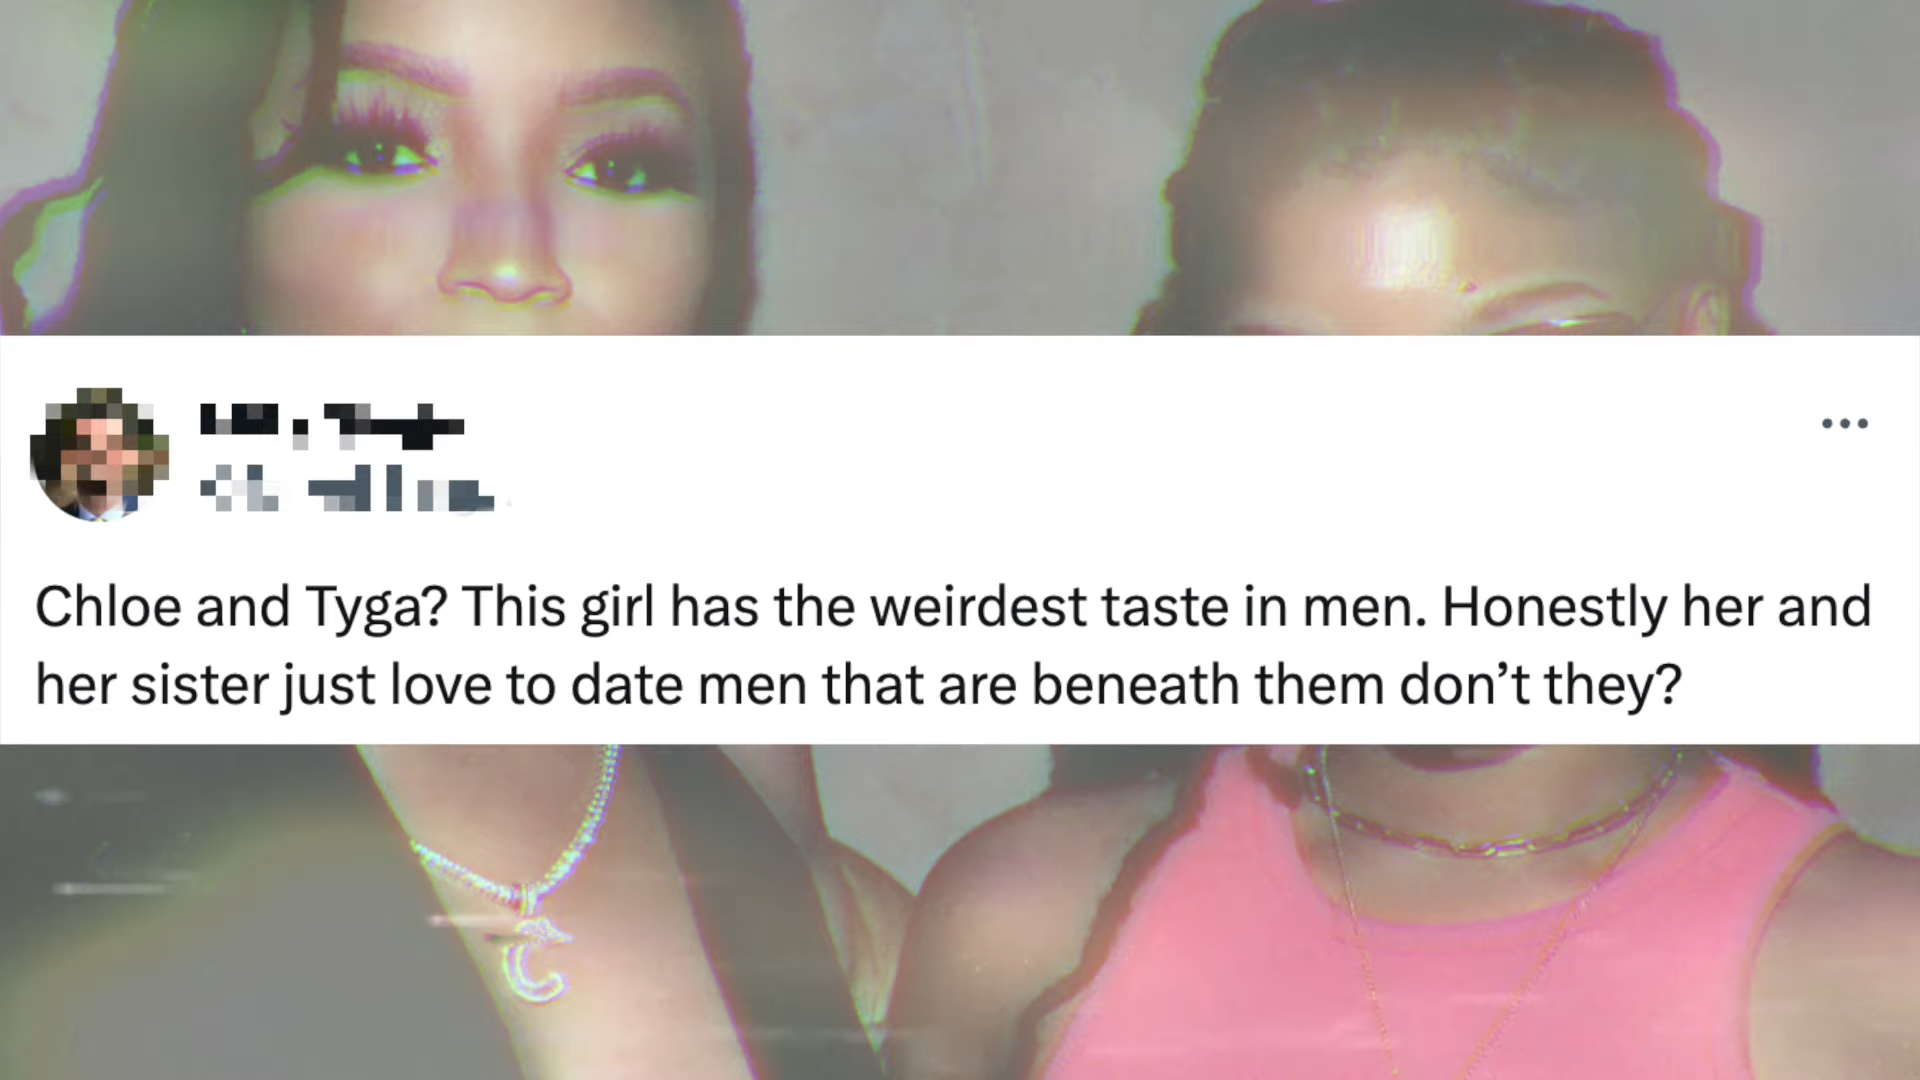 Chloe and Tyga? This girl has the weirdest taste in men. Honestly her and
her sister just love to date men that are beneath them don’t they?